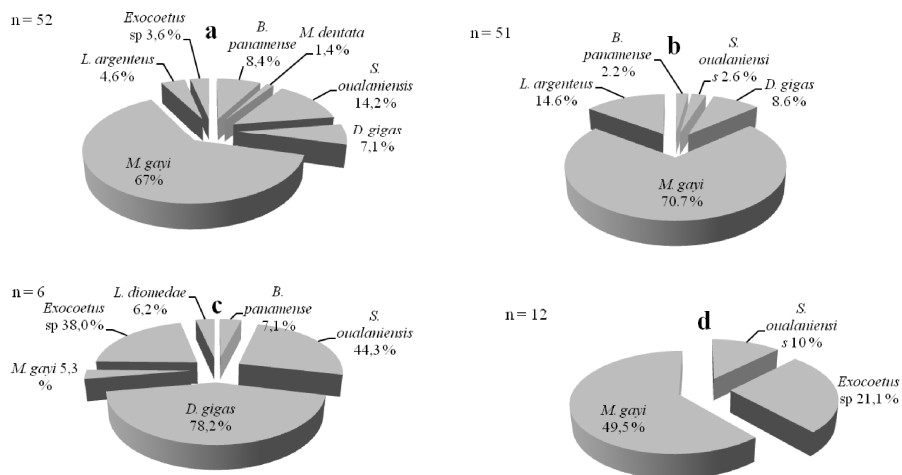 n = 52
a
Exocoetus
sp 3,6%
B.
panamense
8,4%
M. dentata
1,4%
L. argenteus
4,6%
S.
oualaniensis
14,2%
D. gigas
7,1%
M. gayi
67%
n = 51
b
B.
panamense
2.2%
S.
oualaniensi
s 2.6%
L. argenteus
14.6%
D. gigas
8.6%
M. gayi
70.7%
n = 6
c
L. diomedae
6,2%
B.
panamense
7,1%
Exocoetus
sp 38,0%
S.
oualaniensis
44,3%
M. gayi 5,3
%
D. gigas
78,2%
n = 12
d
S.
oualaniensi
s 10%
Exocoetus
sp 21,1%
M. gayi
49,5%